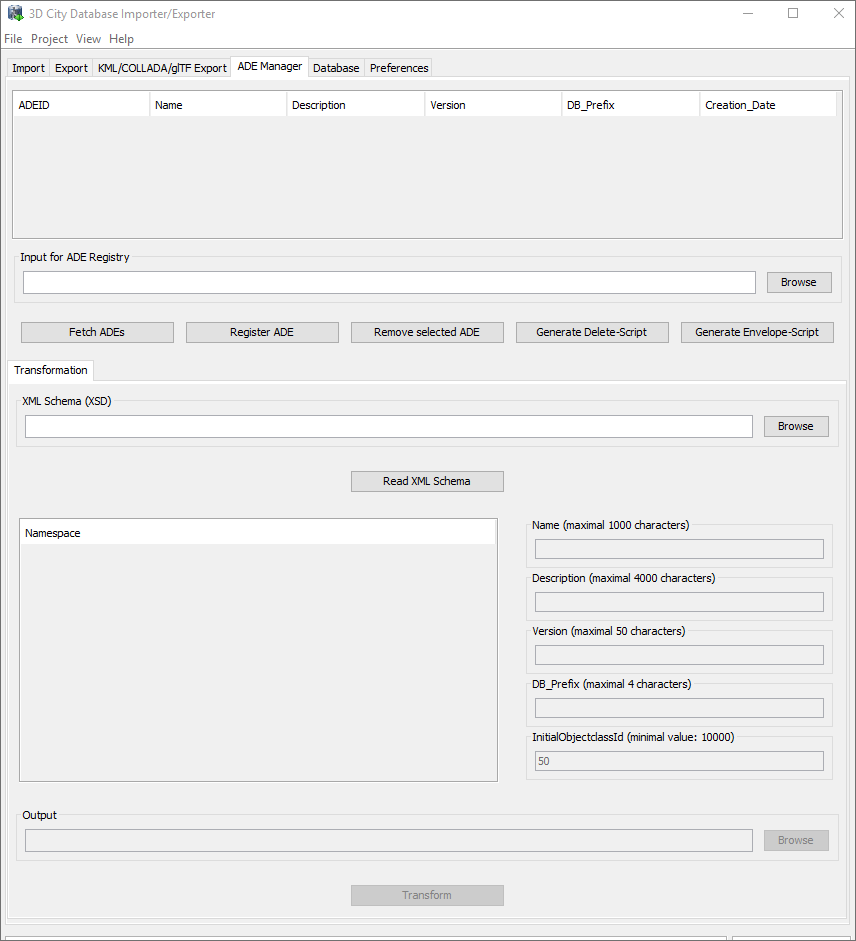 3D City Database Importer/Exporter
File Project View Help
Import Export KML/COLLADA/glTF Export ADE Manager Database Preferences
ADEID Name Description Version DB_Prefix Creation_Date
Input for ADE Registry
Browse
Fetch ADEs Register ADE Remove selected ADE Generate Delete-Script Generate Envelope-Script
Transformation
XML Schema (XSD)
Browse
Read XML Schema
Namespace
Name (maximal 1000 characters)
Description (maximal 4000 characters)
Version (maximal 50 characters)
DB_Prefix (maximal 4 characters)
InitialObjectclassId (minimal value: 10000)
50
Output
Browse
Transform